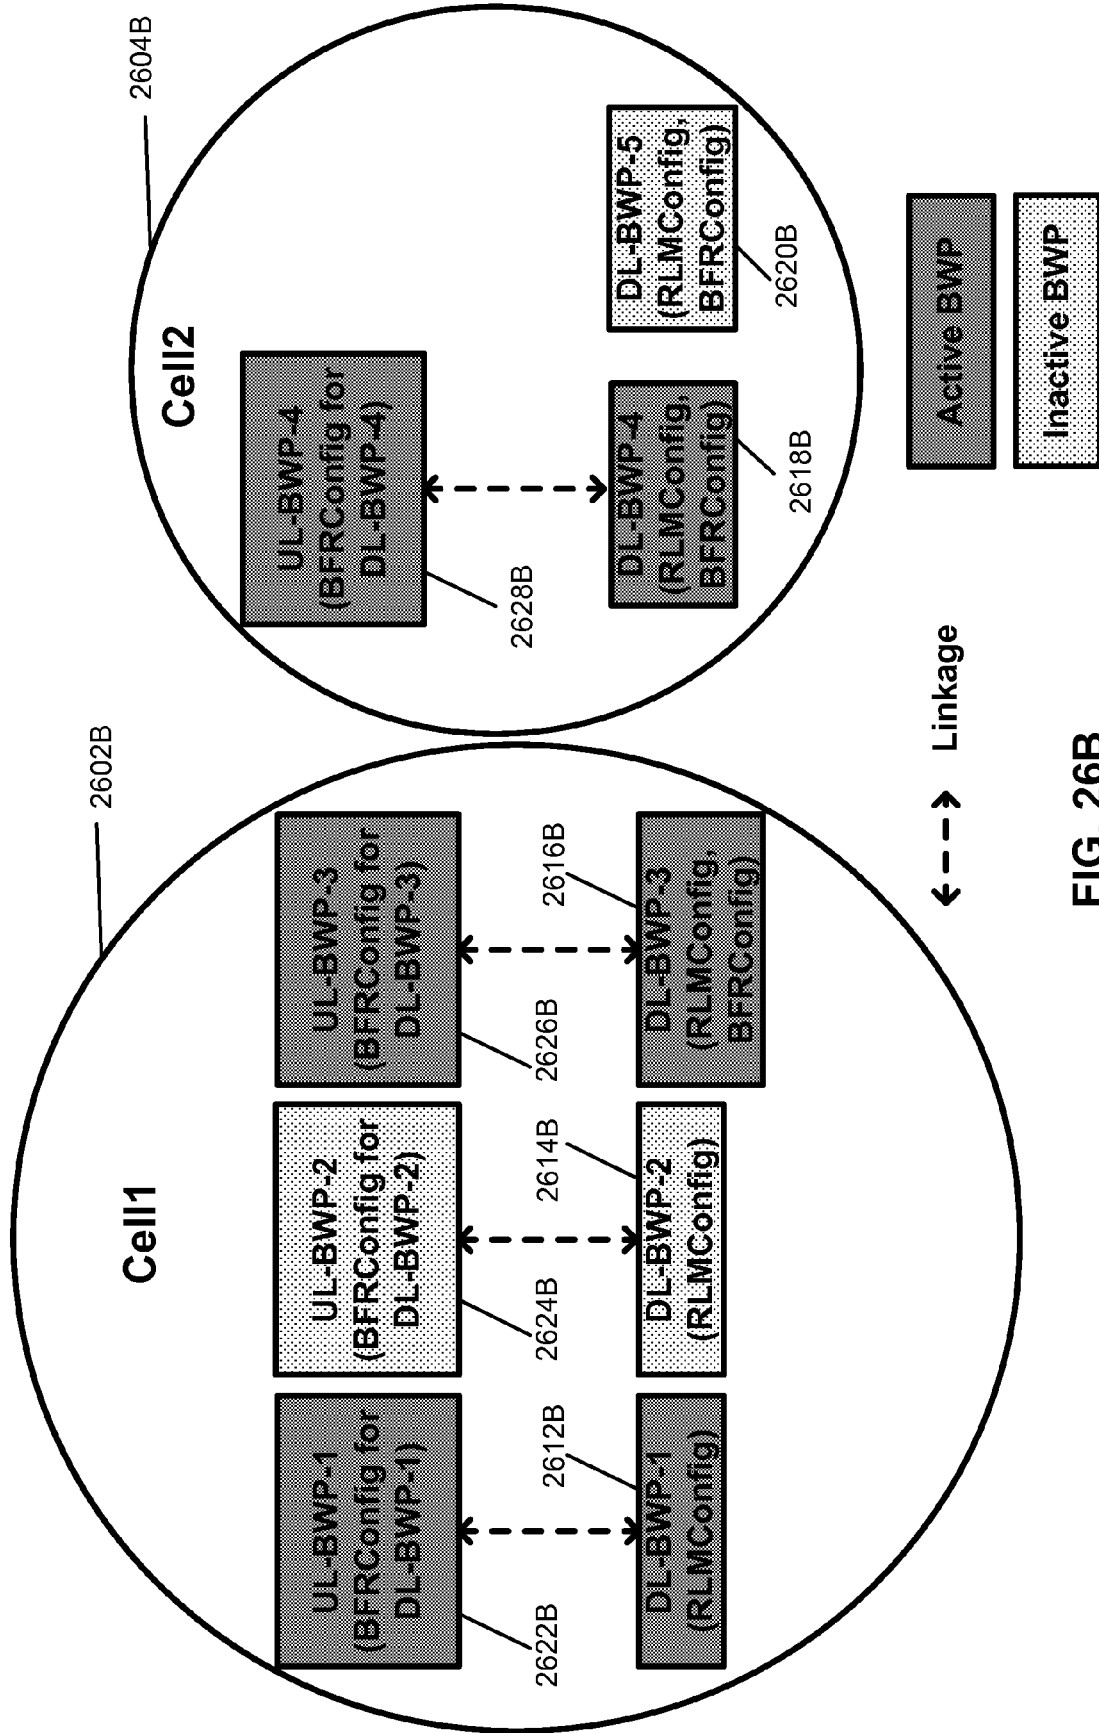 Cell1
2602B
UL-BWP-1
(BFRConfig for
DL-BWP-1)
2622B
UL-BWP-2
(BFRConfig for
DL-BWP-2)
2624B
UL-BWP-3
(BFRConfig for
DL-BWP-3)
2626B
2612B
DL-BWP-1
(RLMConfig)
2614B
DL-BWP-2
(RLMConfig)
2616B
DL-BWP-3
(RLMConfig,
BFRConfig)
Cell2
2604B
UL-BWP-4
(BFRConfig for
DL-BWP-4)
2628B
DL-BWP-4
(RLMConfig,
BFRConfig)
2618B
DL-BWP-5
(RLMConfig,
BFRConfig)
2620B
Linkage
Active BWP
Inactive BWP
FIG. 26B